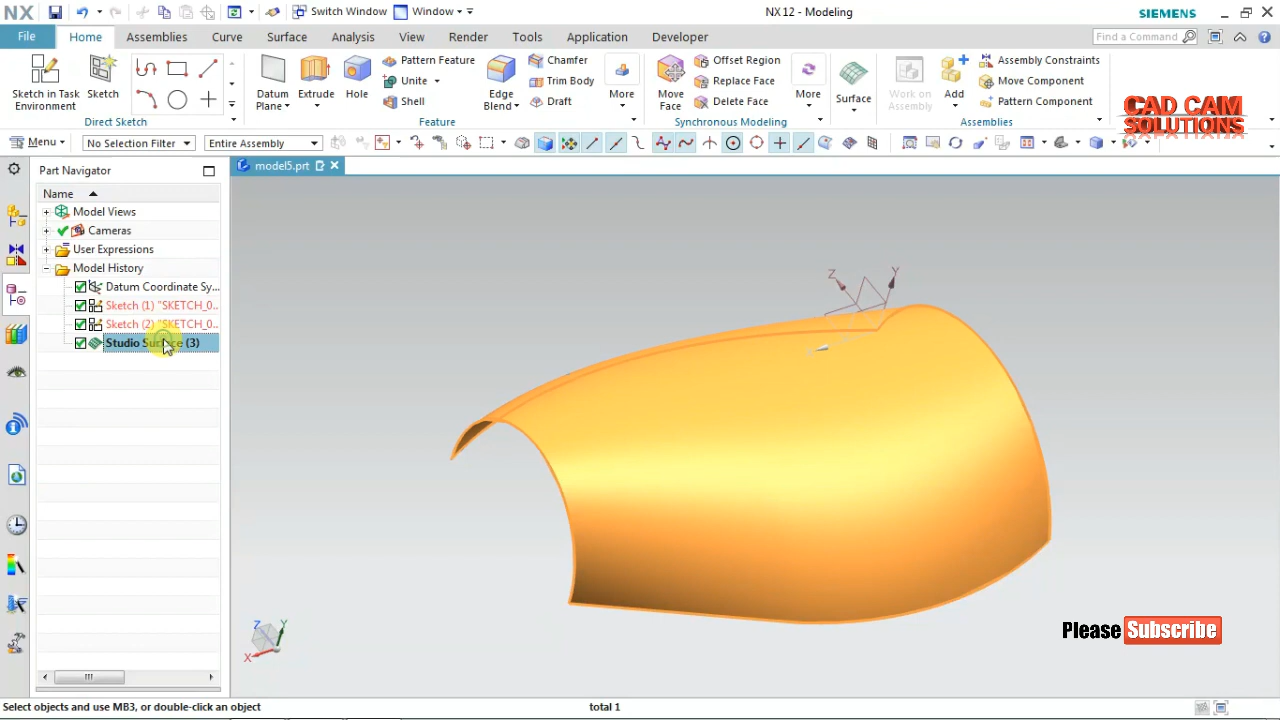 NX
Switch Window
Window
NX 12 - Modeling
SIEMENS
File
Home
Assemblies
Curve
Surface
Analysis
View
Render
Tools
Application
Developer
Find a Command
Sketch in Task Environment
Sketch
Direct Sketch
Datum Plane
Extrude
Hole
Pattern Feature
Unite
Shell
Edge Blend
Chamfer
Trim Body
Draft
More
Feature
Move Face
Offset Region
Replace Face
Delete Face
More
Synchronous Modeling
Surface
Work on Assembly
Add
Assembly Constraints
Move Component
Pattern Component
Assemblies
CAD CAM
SOLUTIONS
Menu
No Selection Filter
Entire Assembly
Part Navigator
model5.prt
Name
Model Views
Cameras
User Expressions
Model History
Datum Coordinate Sy...
Sketch (1) "SKETCH_0...
Sketch (2) "SKETCH_0...
Studio Surface (3)
Z
Y
Z
Y
X
Please Subscribe
Select objects and use MB3, or double-click an object
total 1